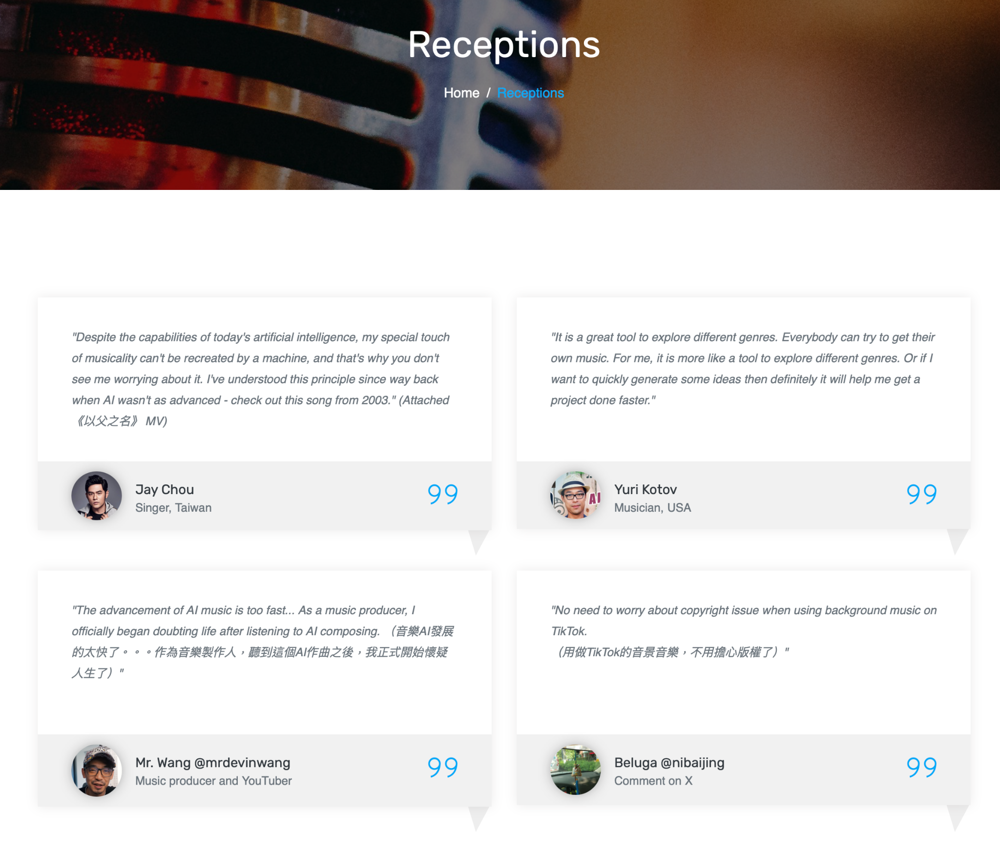 Receptions
Home / Receptions
"Despite the capabilities of today's artificial intelligence, my special touch
of musicality can't be recreated by a machine, and that's why you don't
see me worrying about it. I've understood this principle since way back
when AI wasn't as advanced - check out this song from 2003." (Attached
《以父之名》 MV)
Jay Chou
Singer, Taiwan
"It is a great tool to explore different genres. Everybody can try to get their
own music. For me, it is more like a tool to explore different genres. Or if I
want to quickly generate some ideas then definitely it will help me get a
project done faster."
AI
Yuri Kotov
Musician, USA
"The advancement of AI music is too fast... As a music producer, I
officially began doubting life after listening to AI composing. （音樂AI發展
的太快了。。。作為音樂製作人，聽到這個AI作曲之後，我正式開始懷疑
人生了）"
Mr. Wang @mrdevinwang
Music producer and YouTuber
"No need to worry about copyright issue when using background music on
TikTok.
（用做TikTok的音景音樂，不用擔心版權了）"
Beluga @nibaijing
Comment on X